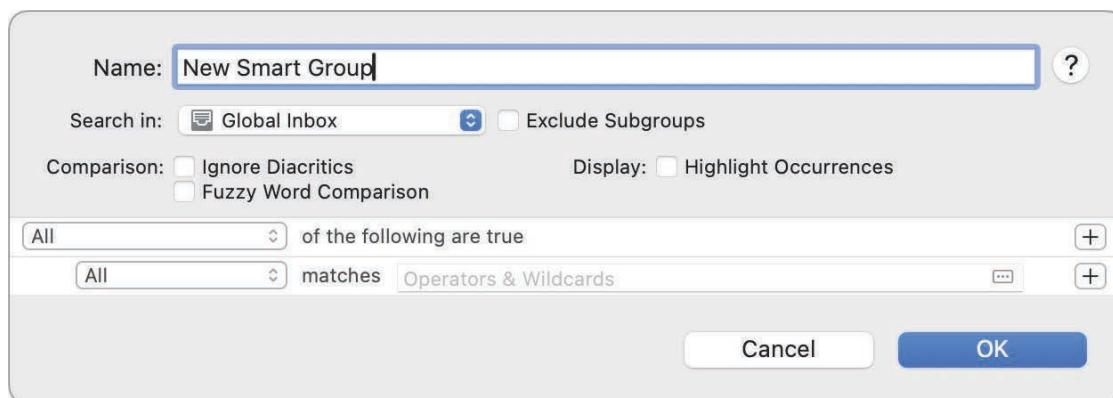 Name: New Smart Group ?
Search in: Global Inbox Exclude Subgroups
Comparison: Ignore Diacritics Display: Highlight Occurrences
Fuzzy Word Comparison
All of the following are true +
All matches Operators & Wildcards +
Cancel OK